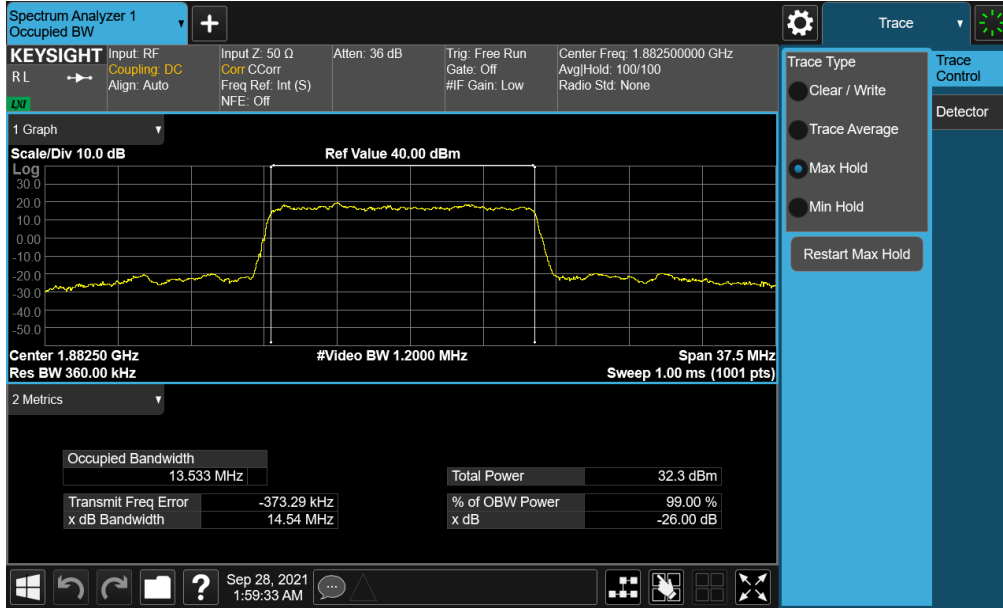 Spectrum Analyzer 1
Occupied BW
+
Trace
KEYSIGHT
R L
LXI
Input: RF
Coupling: DC
Align: Auto
Input Z: 50 Ω
Corr CCorr
Freq Ref: Int (S)
NFE: Off
Atten: 36 dB
Trig: Free Run
Gate: Off
#IF Gain: Low
Center Freq: 1.882500000 GHz
Avg|Hold: 100/100
Radio Std: None
Trace Type
Clear / Write
Trace Average
Max Hold
Min Hold
Restart Max Hold
Trace
Control
Detector
1 Graph
Scale/Div 10.0 dB
Ref Value 40.00 dBm
Log
30.0
20.0
10.0
0.00
-10.0
-20.0
-30.0
-40.0
-50.0
Center 1.88250 GHz
#Video BW 1.2000 MHz
Span 37.5 MHz
Res BW 360.00 kHz
Sweep 1.00 ms (1001 pts)
2 Metrics
Occupied Bandwidth
13.533 MHz
Total Power 32.3 dBm
Transmit Freq Error -373.29 kHz
% of OBW Power 99.00 %
x dB Bandwidth 14.54 MHz
x dB -26.00 dB
?
Sep 28, 2021
1:59:33 AM